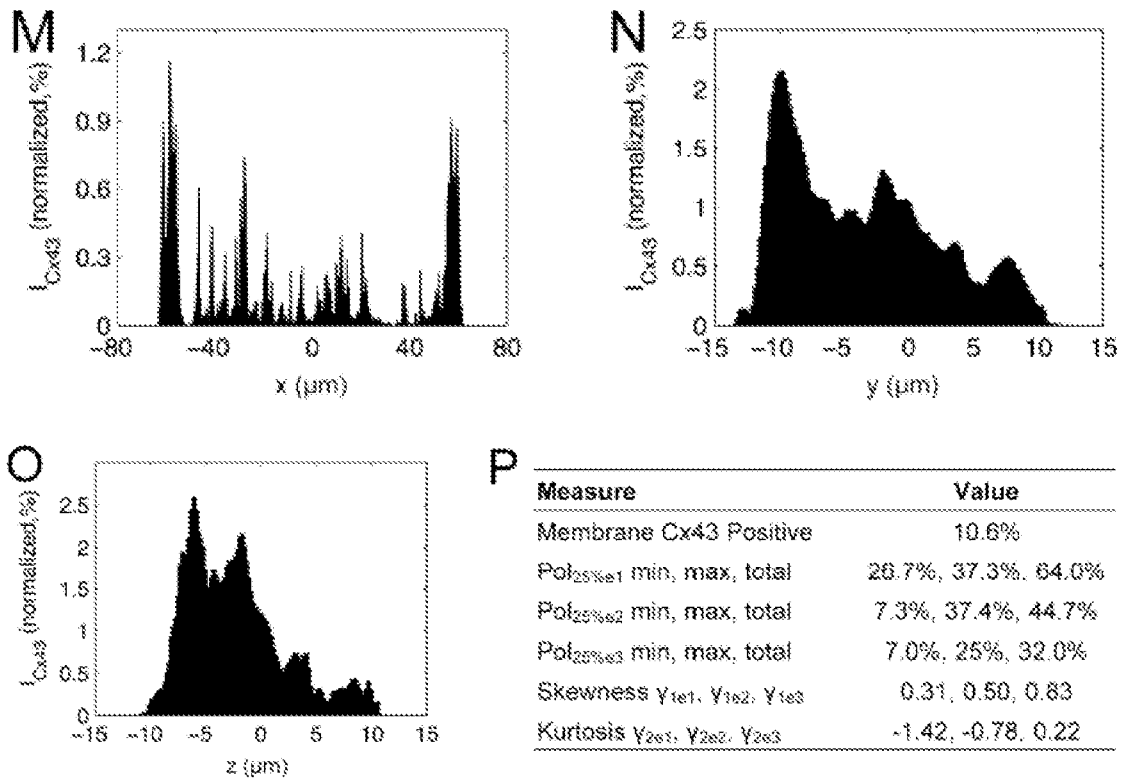 M
I_Cx43 (normalized,%)
1.2
0.9
0.6
0.3
0
−80 −40 0 40 80
x (µm)
N
I_Cx43 (normalized,%)
2.5
2
1.5
1
0.5
0
−15 −10 −5 0 5 10 15
y (µm)
O
I_Cx43 (normalized,%)
2.5
2
1.5
1
0.5
0
−15 −10 −5 0 5 10 15
z (µm)
P
Measure Value
Membrane Cx43 Positive 10.6%
Pol25%e1 min, max, total 26.7%, 37.3%, 64.0%
Pol25%e2 min, max, total 7.3%, 37.4%, 44.7%
Pol25%e3 min, max, total 7.0%, 25%, 32.0%
Skewness γ1e1, γ1e2, γ1e3 0.31, 0.50, 0.83
Kurtosis γ2e1, γ2e2, γ2e3 -1.42, -0.78, 0.22